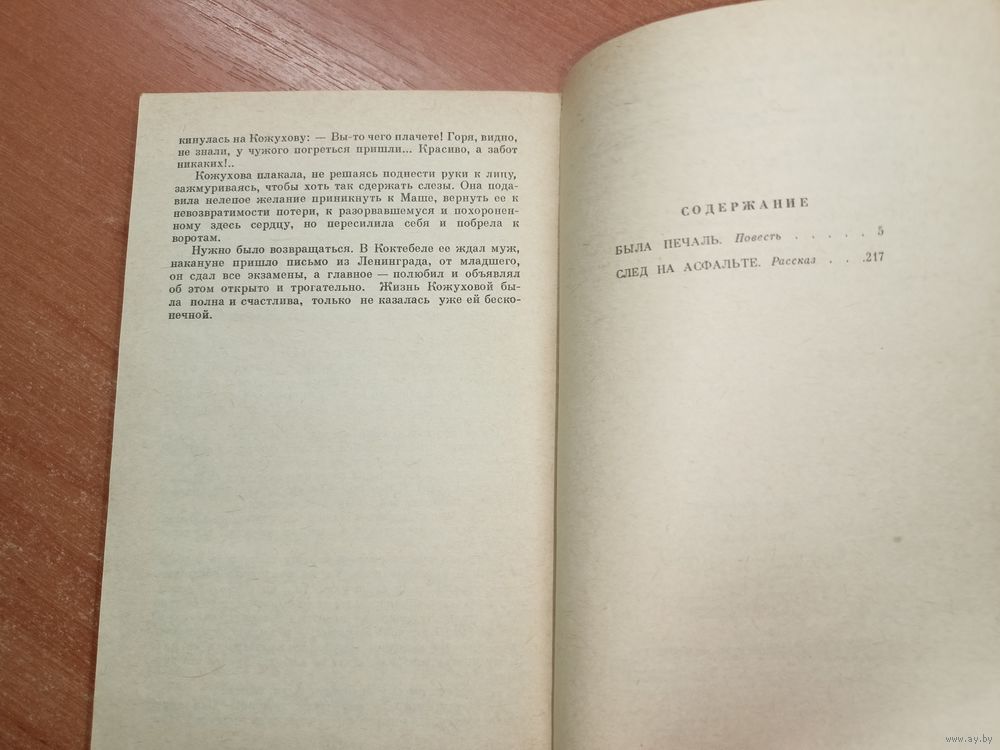 кинулась на Кожухову: — Вы-то чего плачете! Горя, видно,
не знали, у чужого погреться пришли... Красиво, а забот
никаких!..
Кожухова плакала, не решаясь поднести руки к лицу,
зажмуриваясь, чтобы хоть так сдержать слезы. Она пода-
вила нелепое желание приникнуть к Маше, вернуть ее к
невозвратимости потери, к разорвавшемуся и похоронен-
ному здесь сердцу, но пересилила себя и побрела к
воротам.
Нужно было возвращаться. В Коктебеле ее ждал муж,
накануне пришло письмо из Ленинграда, от младшего,
он сдал все экзамены, а главное — полюбил и объявлял
об этом открыто и трогательно. Жизнь Кожуховой бы-
ла полна и счастлива, только не казалась уже ей беско-
нечной.
СОДЕРЖАНИЕ
БЫЛА ПЕЧАЛЬ. Повесть . . . . . 5
СЛЕД НА АСФАЛЬТЕ. Рассказ . . .217
© www.ay.by